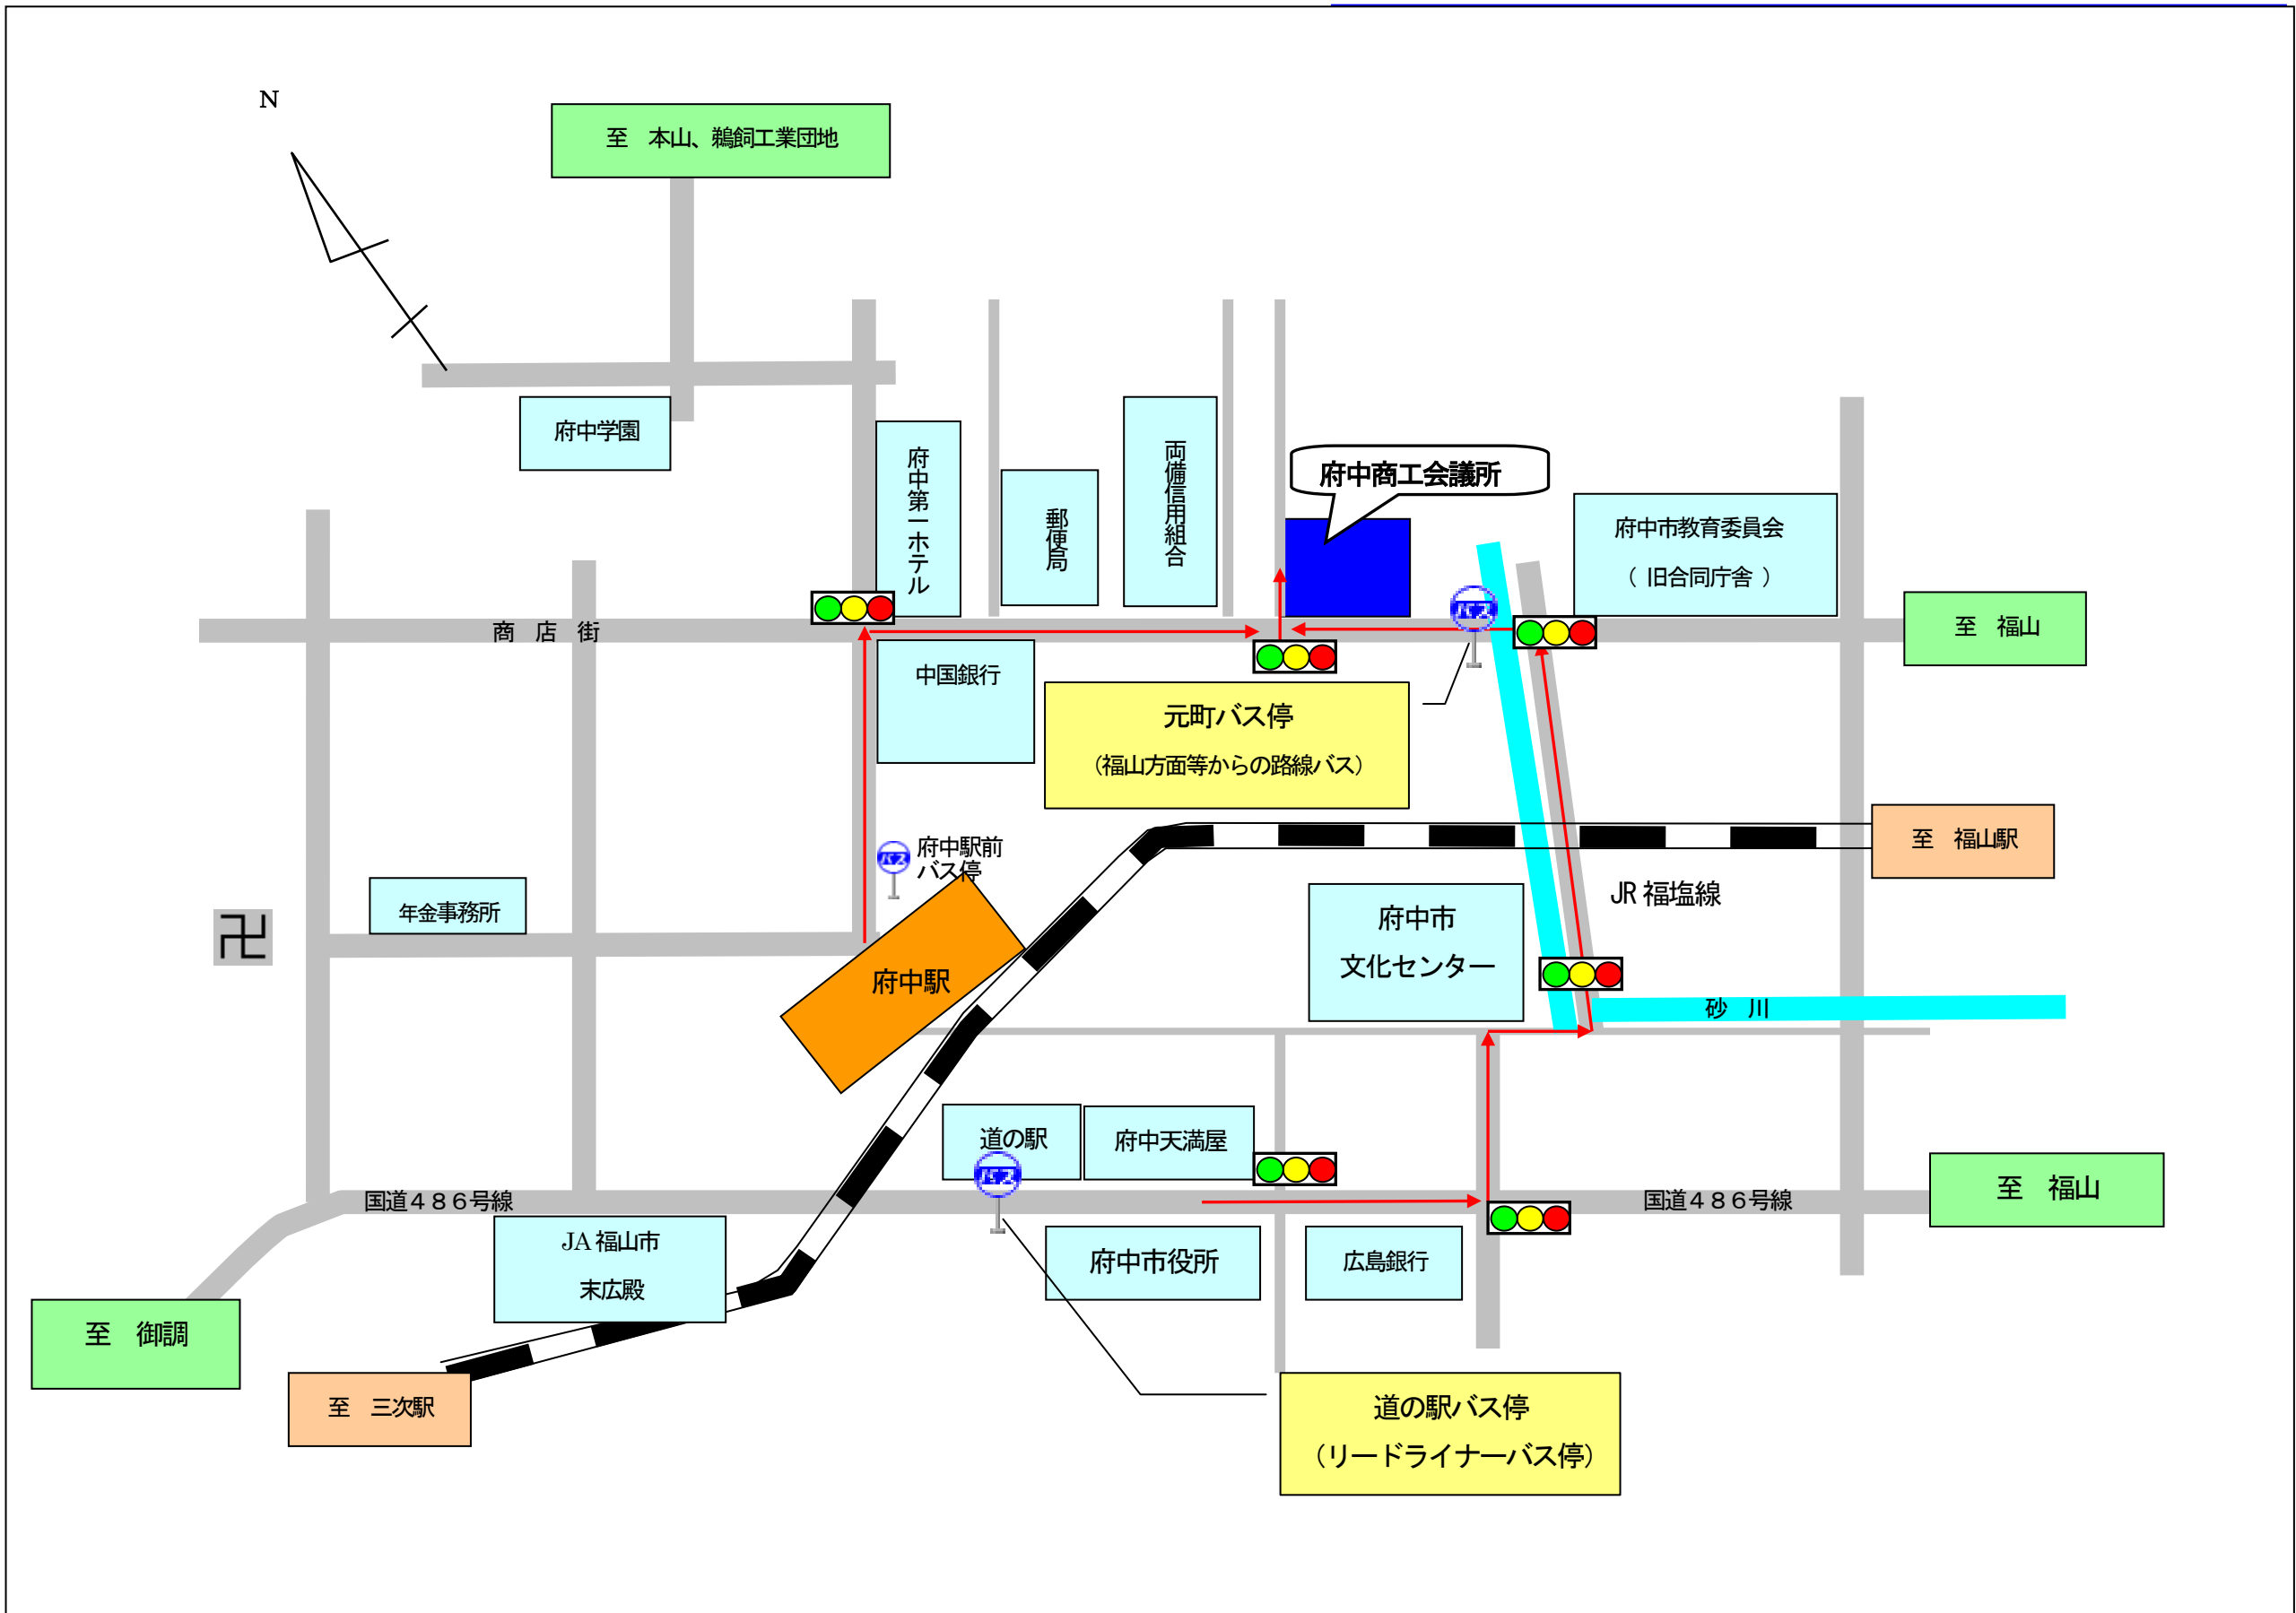 N
至　本山、鵜飼工業団地
府中学園
府中第一ホテル
郵便局
両備信用組合
府中商工会議所
府中市教育委員会
（ 旧合同庁舎 ）
バス
至　福山
商　店　街
中国銀行
元町バス停
（福山方面等からの路線バス）
バス
府中駅前
バス停
至　福山駅
JR 福塩線
年金事務所
卍
府中駅
府中市
文化センター
砂　川
道の駅
府中天満屋
バス
国道４８６号線
国道４８６号線
至　福山
JA 福山市
末広殿
府中市役所
広島銀行
至　御調
至　三次駅
道の駅バス停
（リードライナーバス停）